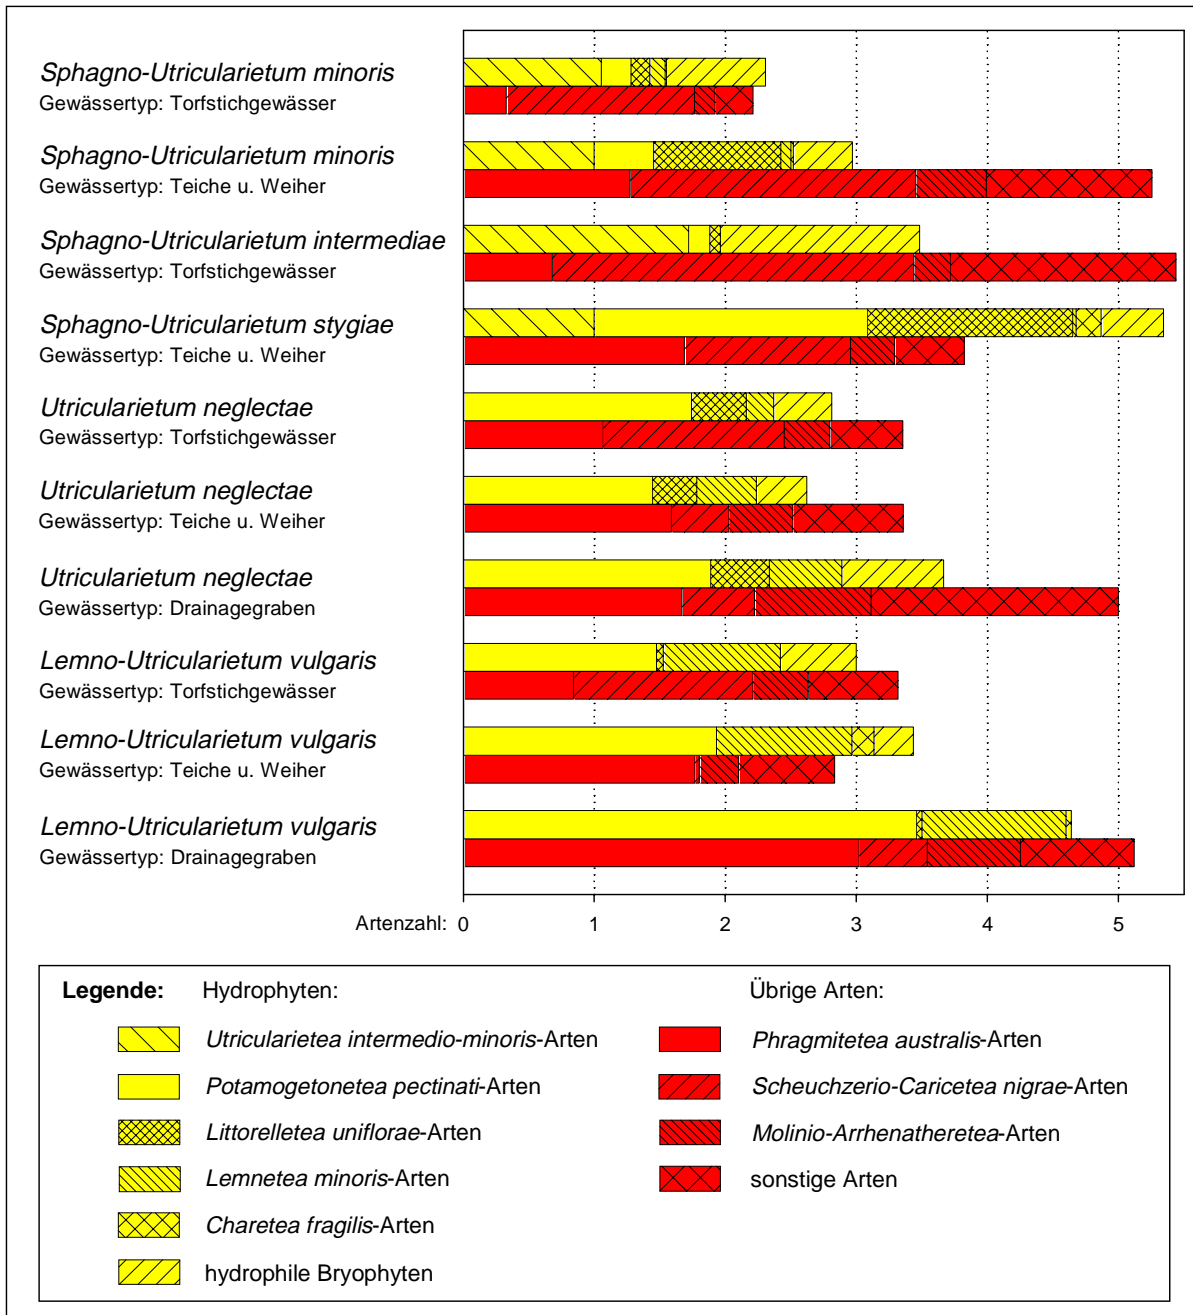 Sphagno-Utricularietum minoris
Gewässertyp: Torfstichgewässer
Sphagno-Utricularietum minoris
Gewässertyp: Teiche u. Weiher
Sphagno-Utricularietum intermediae
Gewässertyp: Torfstichgewässer
Sphagno-Utricularietum stygiae
Gewässertyp: Teiche u. Weiher
Utricularietum neglectae
Gewässertyp: Torfstichgewässer
Utricularietum neglectae
Gewässertyp: Teiche u. Weiher
Utricularietum neglectae
Gewässertyp: Drainagegraben
Lemno-Utricularietum vulgaris
Gewässertyp: Torfstichgewässer
Lemno-Utricularietum vulgaris
Gewässertyp: Teiche u. Weiher
Lemno-Utricularietum vulgaris
Gewässertyp: Drainagegraben
Artenzahl: 0 1 2 3 4 5
Legende: Hydrophyten:
Utricularietea intermedio-minoris-Arten
Potamogetonetea pectinati-Arten
Littorelletea uniflorae-Arten
Lemnetea minoris-Arten
Charetea fragilis-Arten
hydrophile Bryophyten
Übrige Arten:
Phragmitetea australis-Arten
Scheuchzerio-Caricetea nigrae-Arten
Molinio-Arrhenatheretea-Arten
sonstige Arten